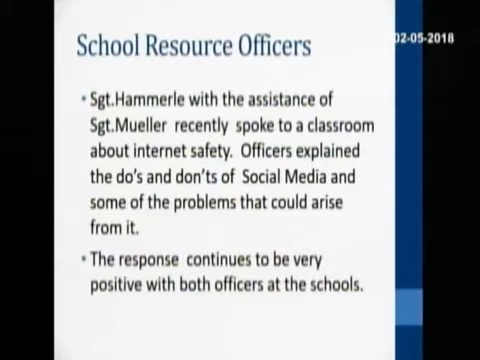 School Resource Officers
02-05-2018
• Sgt.Hammerle with the assistance of
Sgt.Mueller recently spoke to a classroom
about internet safety. Officers explained
the do's and don'ts of Social Media and
some of the problems that could arise
from it.
• The response continues to be very
positive with both officers at the schools.